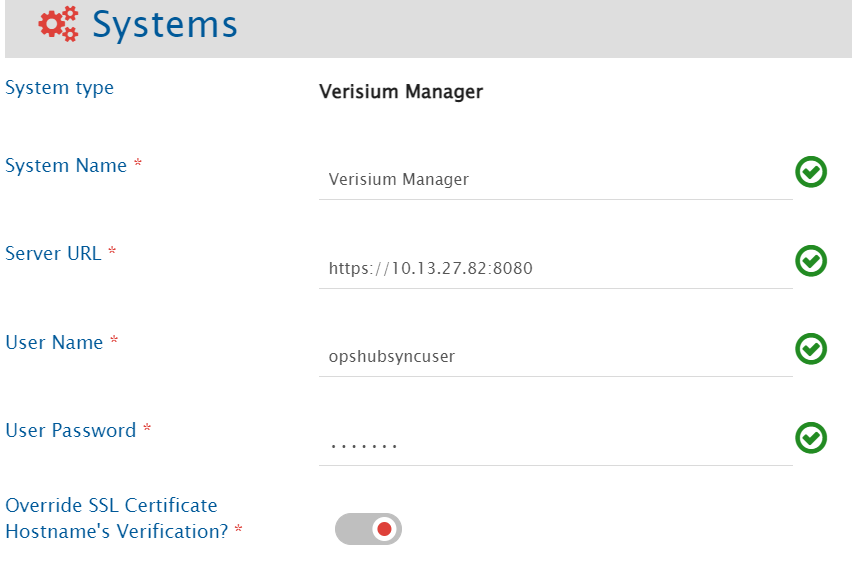 Systems
System type
Verisium Manager
System Name *
Verisium Manager
Server URL *
https://10.13.27.82:8080
User Name *
opshubsyncuser
User Password *
.......
Override SSL Certificate
Hostname's Verification? *